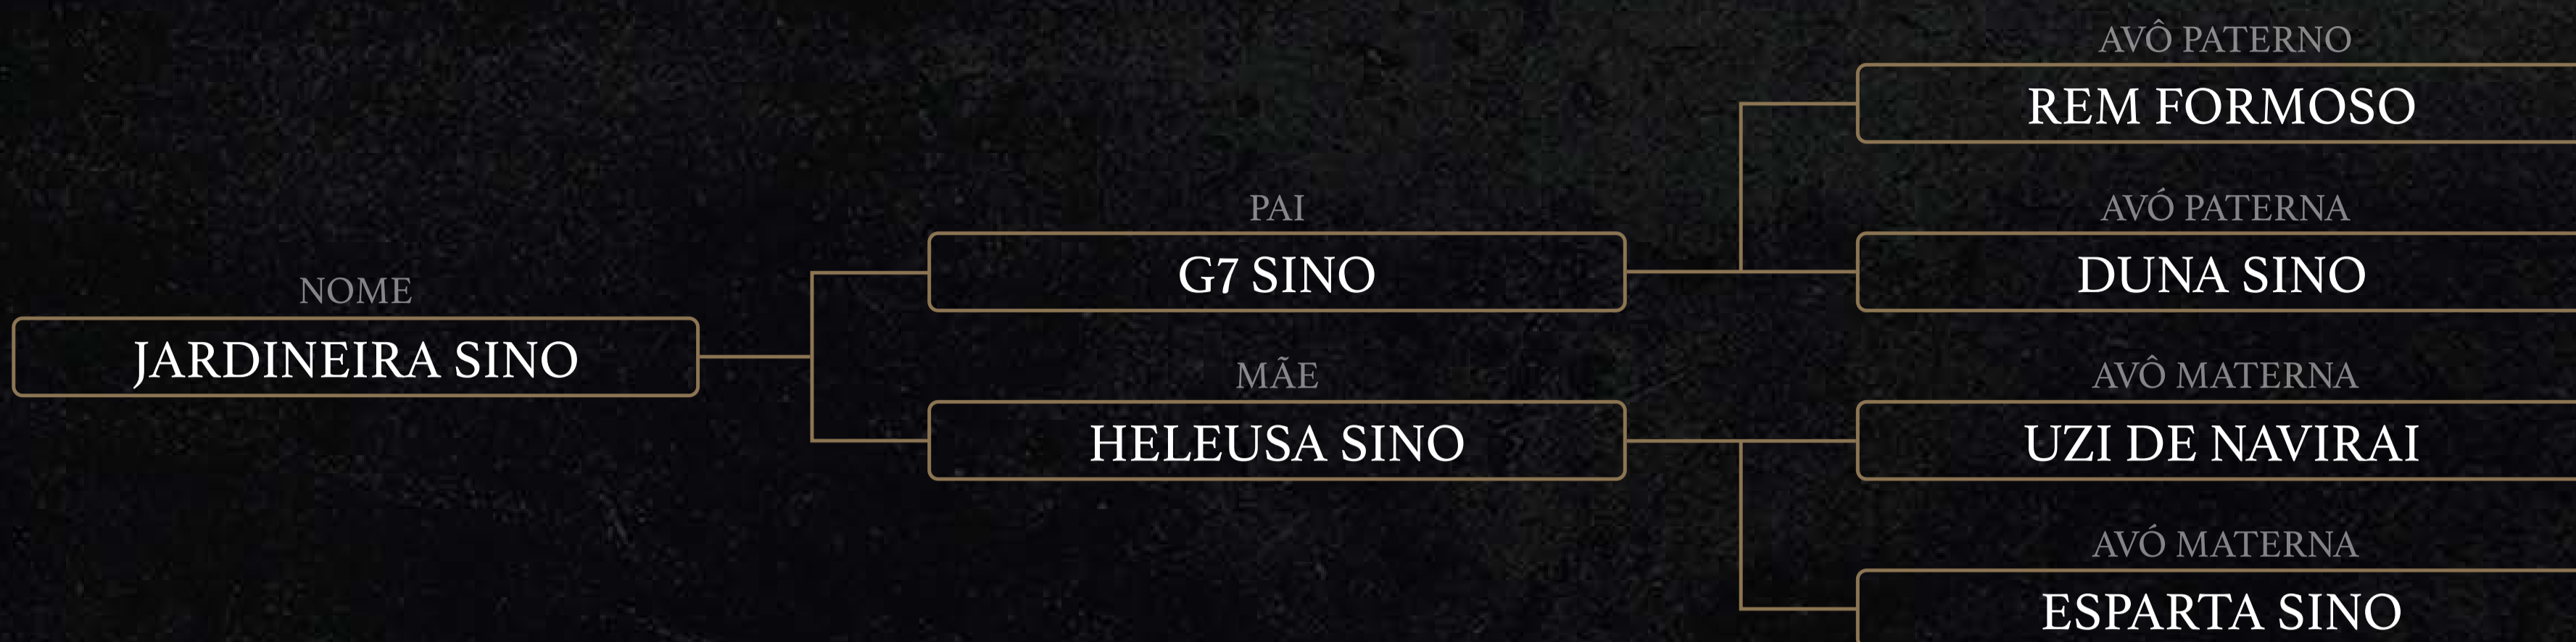 AVÔ PATERNO
REM FORMOSO
PAI
AVÓ PATERNA
G7 SINO
DUNA SINO
NOME
JARDINEIRA SINO
MÃE
AVÔ MATERNA
HELEUSA SINO
UZI DE NAVIRAI
AVÓ MATERNA
ESPARTA SINO